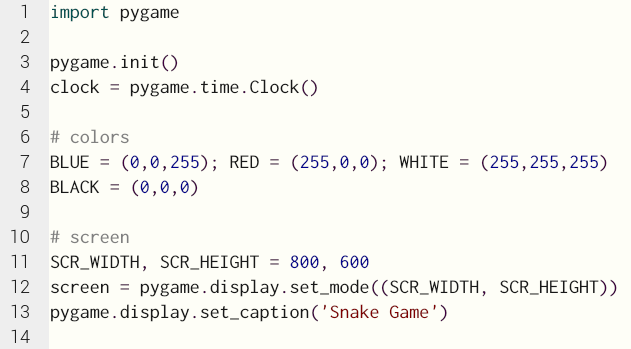 1 import pygame
2
3 pygame.init()
4 clock = pygame.time.Clock()
5
6 # colors
7 BLUE = (0,0,255); RED = (255,0,0); WHITE = (255,255,255)
8 BLACK = (0,0,0)
9
10 # screen
11 SCR_WIDTH, SCR_HEIGHT = 800, 600
12 screen = pygame.display.set_mode((SCR_WIDTH, SCR_HEIGHT))
13 pygame.display.set_caption('Snake Game')
14